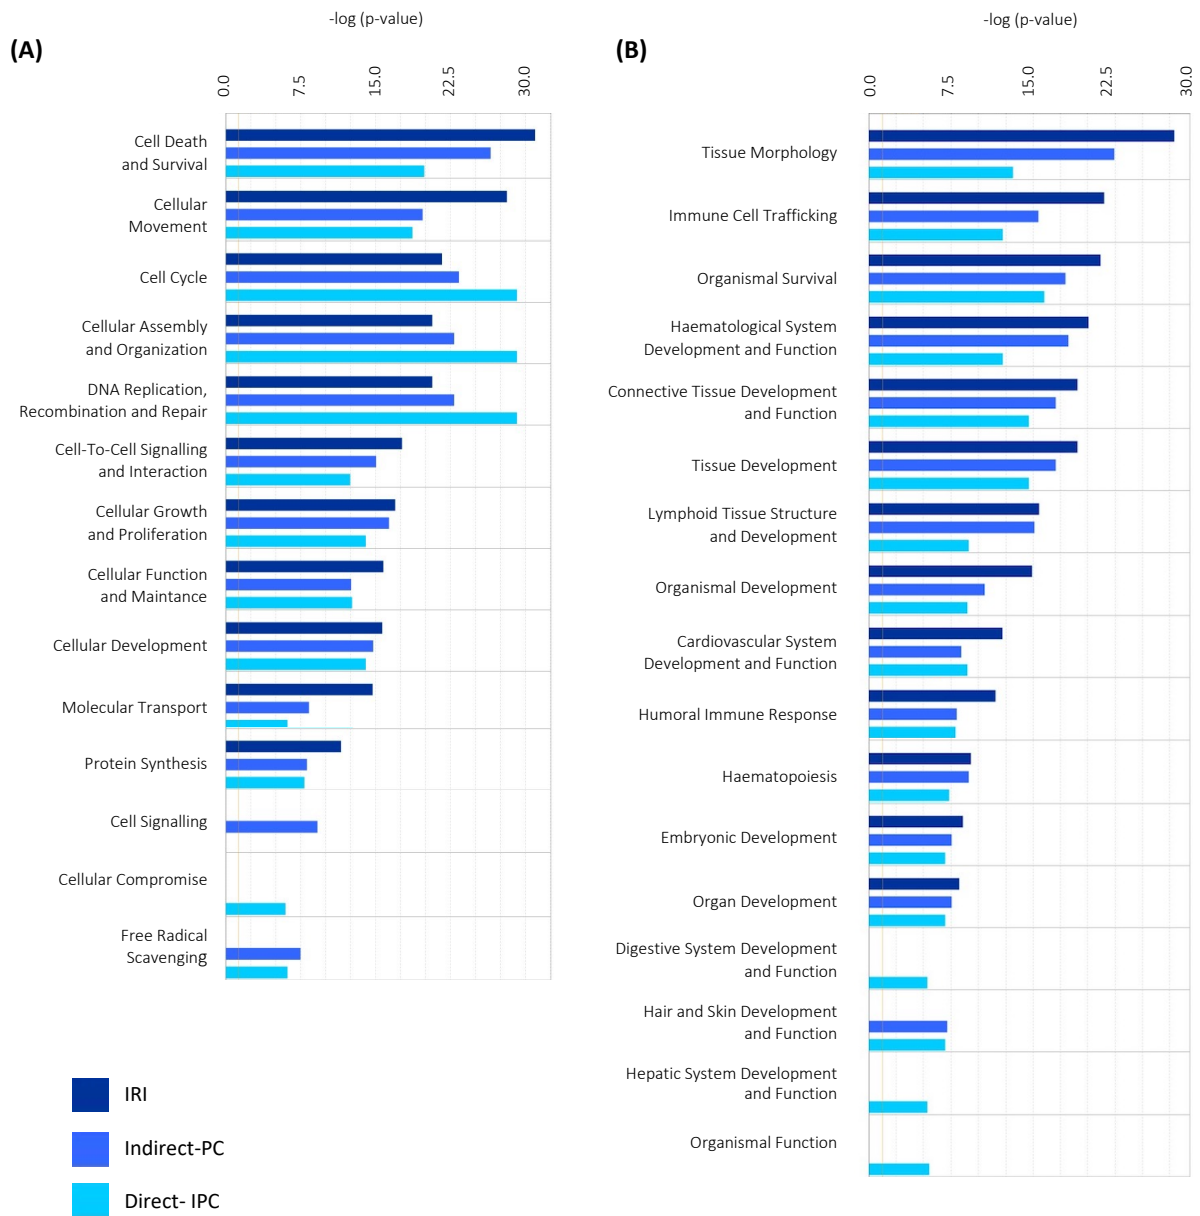 -log (p-value)
(A)
0.0
7.5
15.0
22.5
30.0
Cell Death
and Survival
Cellular
Movement
Cell Cycle
Cellular Assembly
and Organization
DNA Replication,
Recombination and Repair
Cell-To-Cell Signalling
and Interaction
Cellular Growth
and Proliferation
Cellular Function
and Maintance
Cellular Development
Molecular Transport
Protein Synthesis
Cell Signalling
Cellular Compromise
Free Radical
Scavenging
IRI
Indirect-PC
Direct- IPC
-log (p-value)
(B)
0.0
7.5
15.0
22.5
30.0
Tissue Morphology
Immune Cell Trafficking
Organismal Survival
Haematological System
Development and Function
Connective Tissue Development
and Function
Tissue Development
Lymphoid Tissue Structure
and Development
Organismal Development
Cardiovascular System
Development and Function
Humoral Immune Response
Haematopoiesis
Embryonic Development
Organ Development
Digestive System Development
and Function
Hair and Skin Development
and Function
Hepatic System Development
and Function
Organismal Function